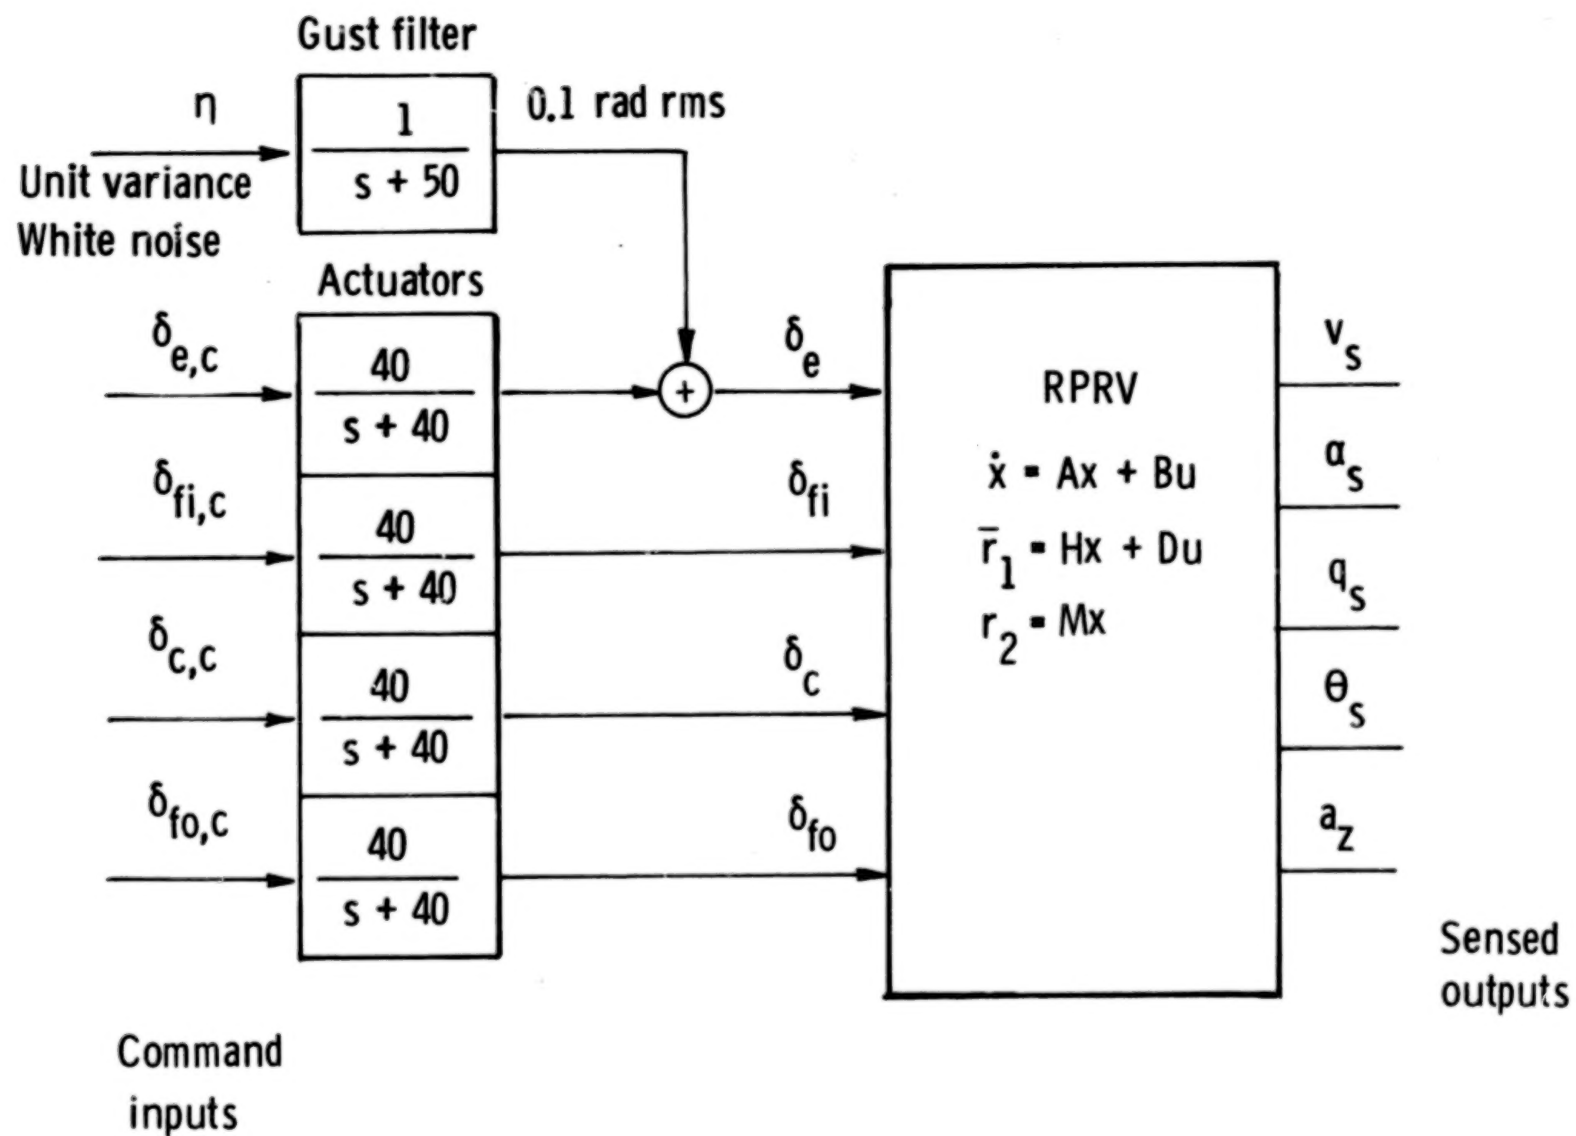 Gust filter
η
1
s + 50
0.1 rad rms
Unit variance
White noise
Actuators
δe,c
40
s + 40
+
δe
δfi,c
40
s + 40
δfi
δc,c
40
s + 40
δc
δfo,c
40
s + 40
δfo
RPRV
ẋ = Ax + Bu
r̄1 = Hx + Du
r2 = Mx
vs
αs
qs
θs
az
Sensed
outputs
Command
inputs